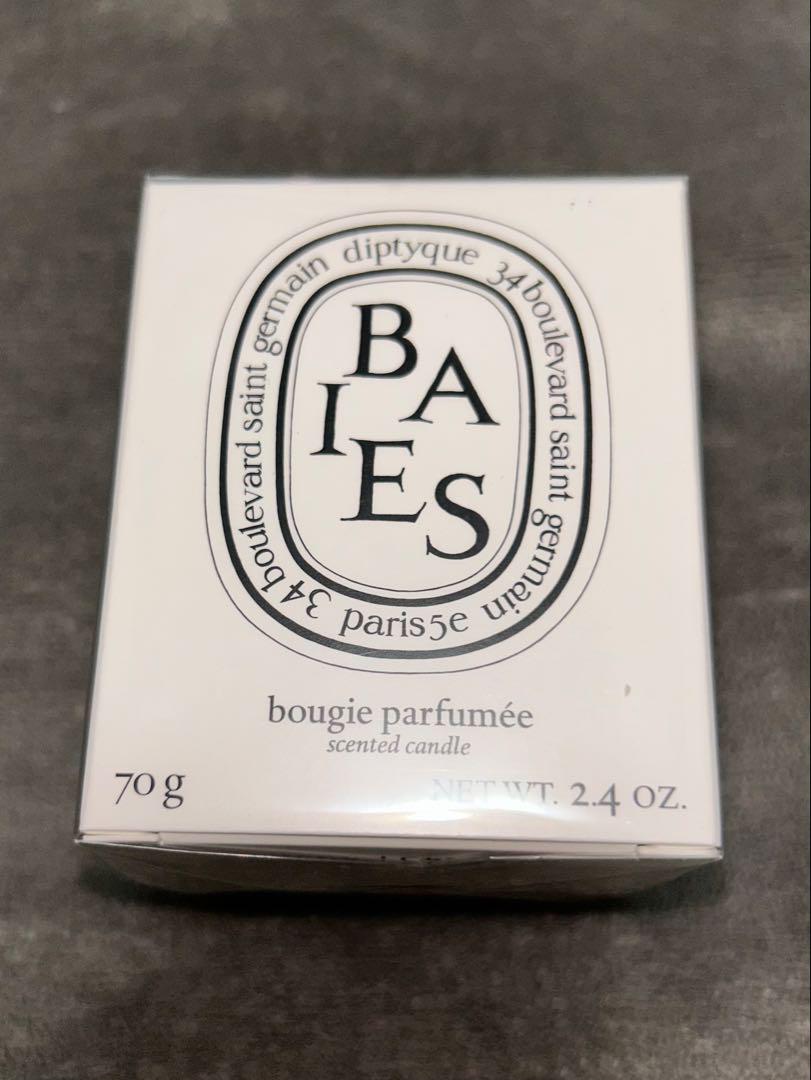 diptyque
34 boulevard saint germain
paris 5e
34 boulevard saint germain
BAIES
bougie parfumée
scented candle
70 g
NET WT. 2.4 OZ.